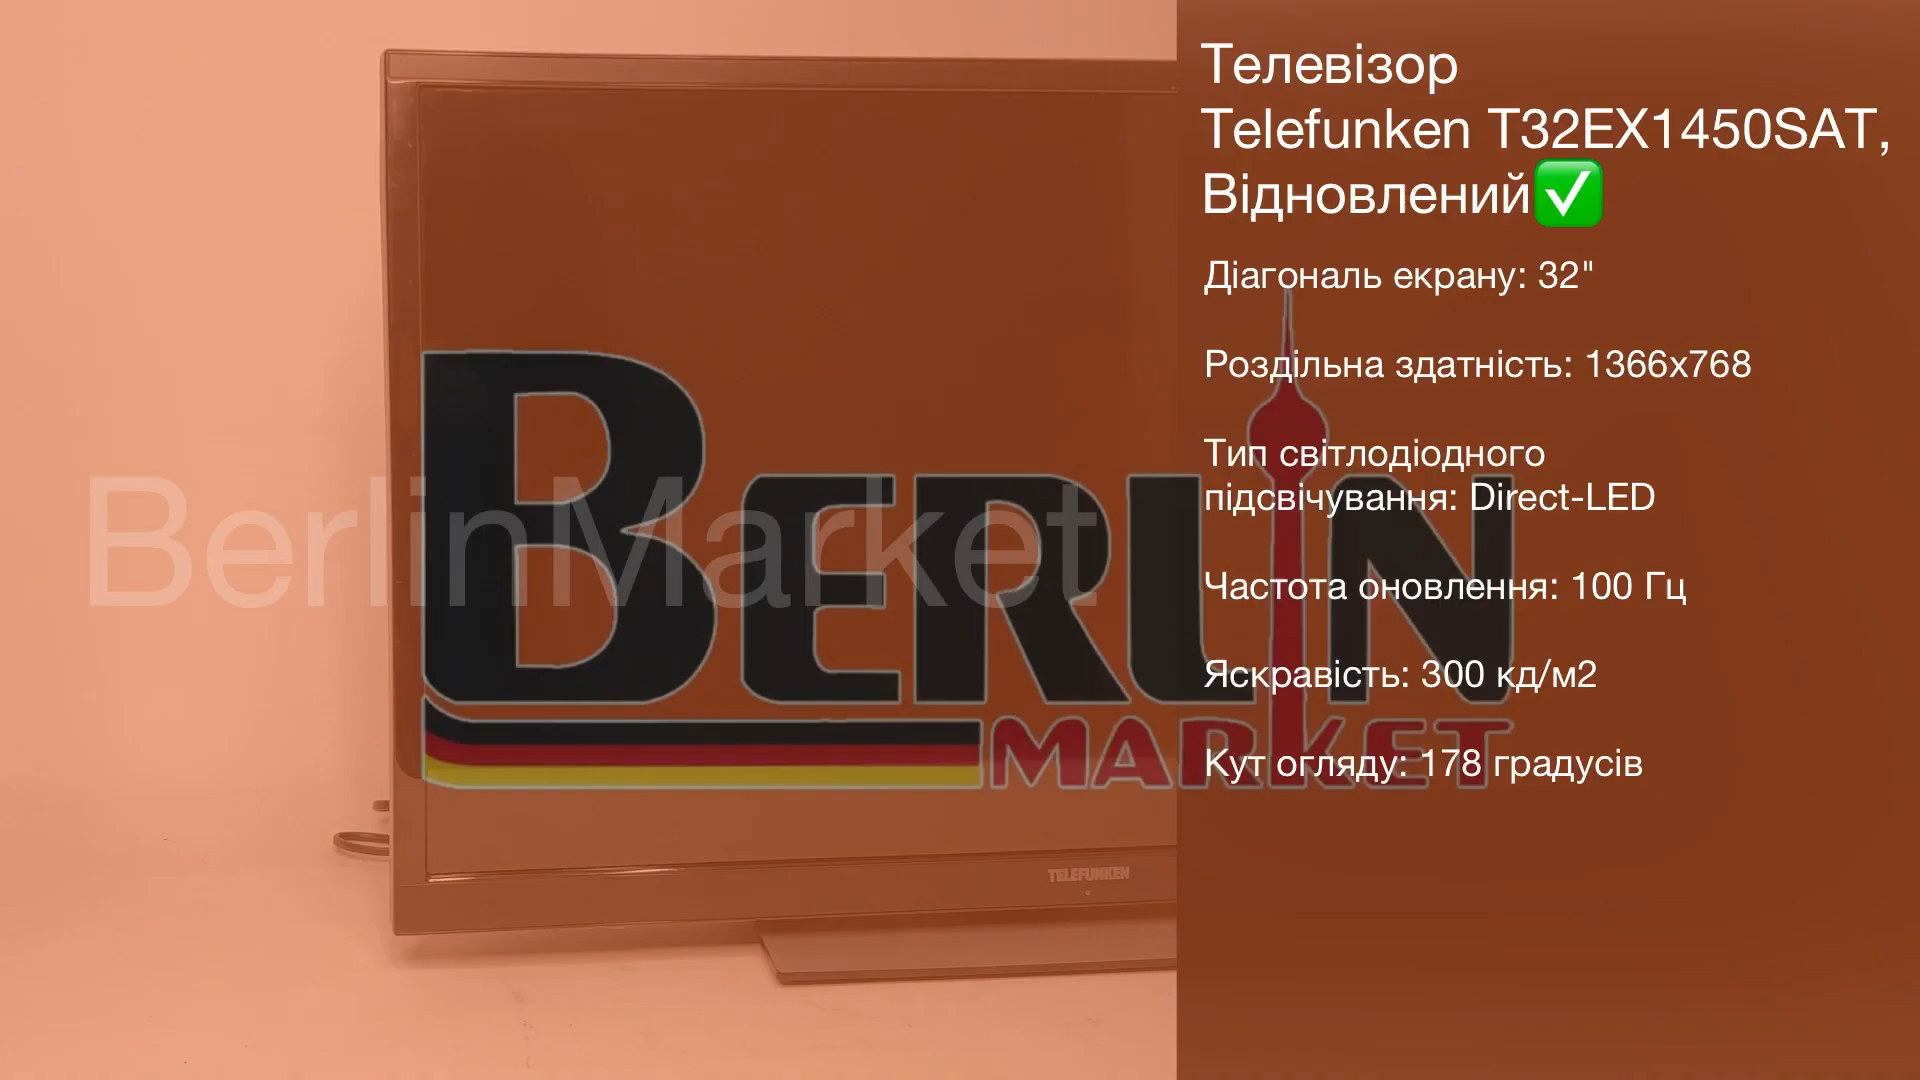 Телевізор
Telefunken T32EX1450SAT,
Відновлений✅
Діагональ екрану: 32"
Роздільна здатність: 1366x768
Тип світлодіодного
підсвічування: Direct-LED
Частота оновлення: 100 Гц
Яскравість: 300 кд/м2
Кут огляду: 178 градусів
BerlinMarket
BERLIN
MARKET
TELEFUNKEN